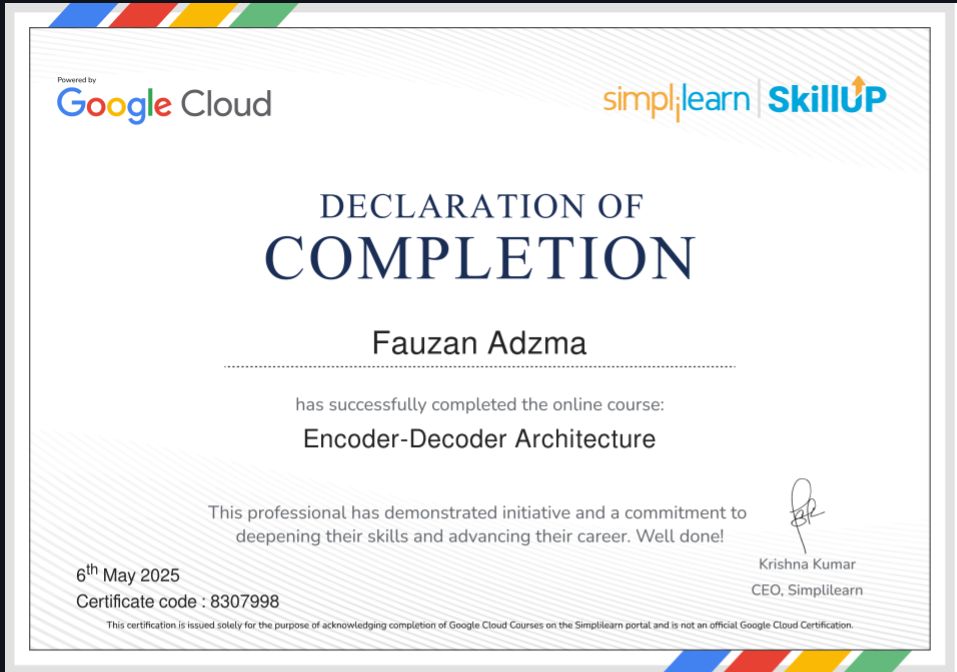 Powered by
Google Cloud
simplilearn | SkillUP
DECLARATION OF
COMPLETION
Fauzan Adzma
has successfully completed the online course:
Encoder-Decoder Architecture
This professional has demonstrated initiative and a commitment to
deepening their skills and advancing their career. Well done!
Krishna Kumar
CEO, Simplilearn
6th May 2025
Certificate code : 8307998
This certification is issued solely for the purpose of acknowledging completion of Google Cloud Courses on the Simplilearn portal and is not an official Google Cloud Certification.